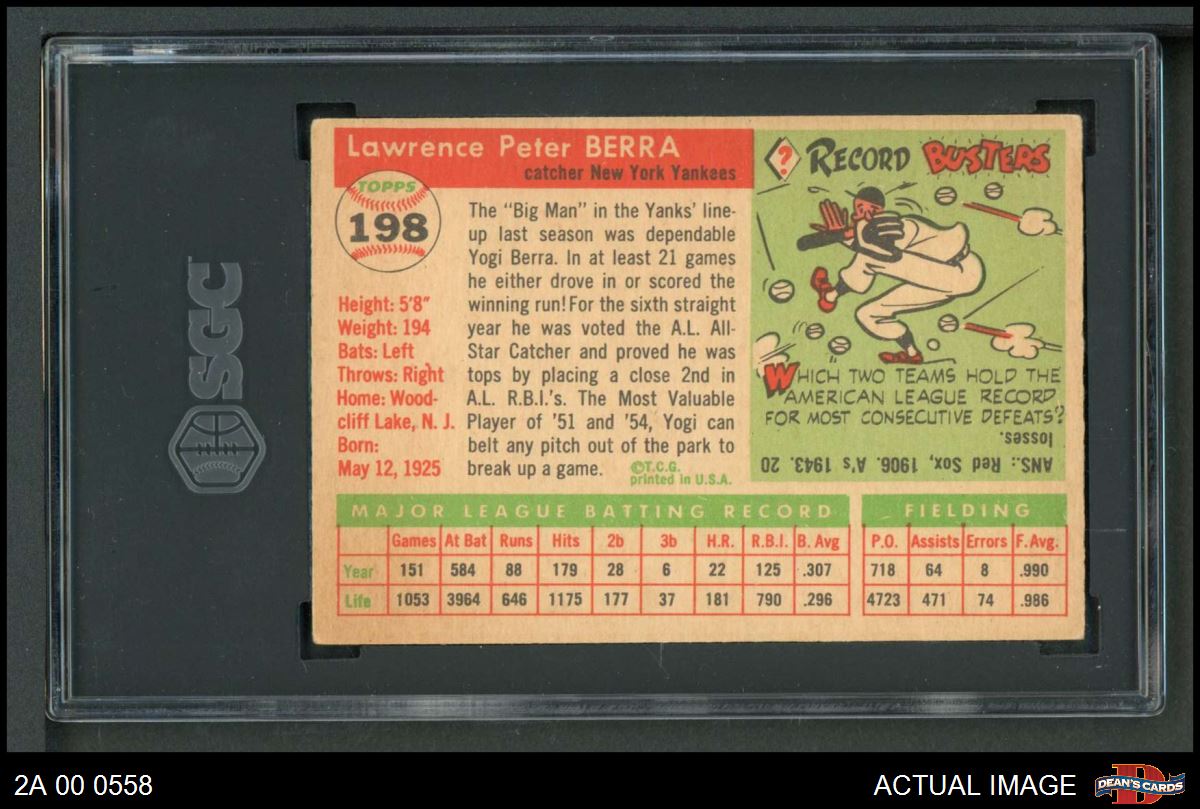 SGC
Lawrence Peter BERRA
catcher New York Yankees
TOPPS
198
Height: 5'8"
Weight: 194
Bats: Left
Throws: Right
Home: Wood-
cliff Lake, N. J.
Born:
May 12, 1925
The "Big Man" in the Yanks' line-
up last season was dependable
Yogi Berra. In at least 21 games
he either drove in or scored the
winning run! For the sixth straight
year he was voted the A.L. All-
Star Catcher and proved he was
tops by placing a close 2nd in
A.L. R.B.I.'s. The Most Valuable
Player of '51 and '54, Yogi can
belt any pitch out of the park to
break up a game.
©T.C.G.
printed in U.S.A.
? RECORD BUSTERS
WHICH TWO TEAMS HOLD THE
AMERICAN LEAGUE RECORD
FOR MOST CONSECUTIVE DEFEATS?
ANS.: Red Sox, 1906. A's 1943. 20
losses.
MAJOR LEAGUE BATTING RECORD FIELDING
Games At Bat Runs Hits 2b 3b H.R. R.B.I. B. Avg P.O. Assists Errors F. Avg.
Year 151 584 88 179 28 6 22 125 .307 718 64 8 .990
Life 1053 3964 646 1175 177 37 181 790 .296 4723 471 74 .986
2A 00 0558
ACTUAL IMAGE
D
DEAN'S CARDS